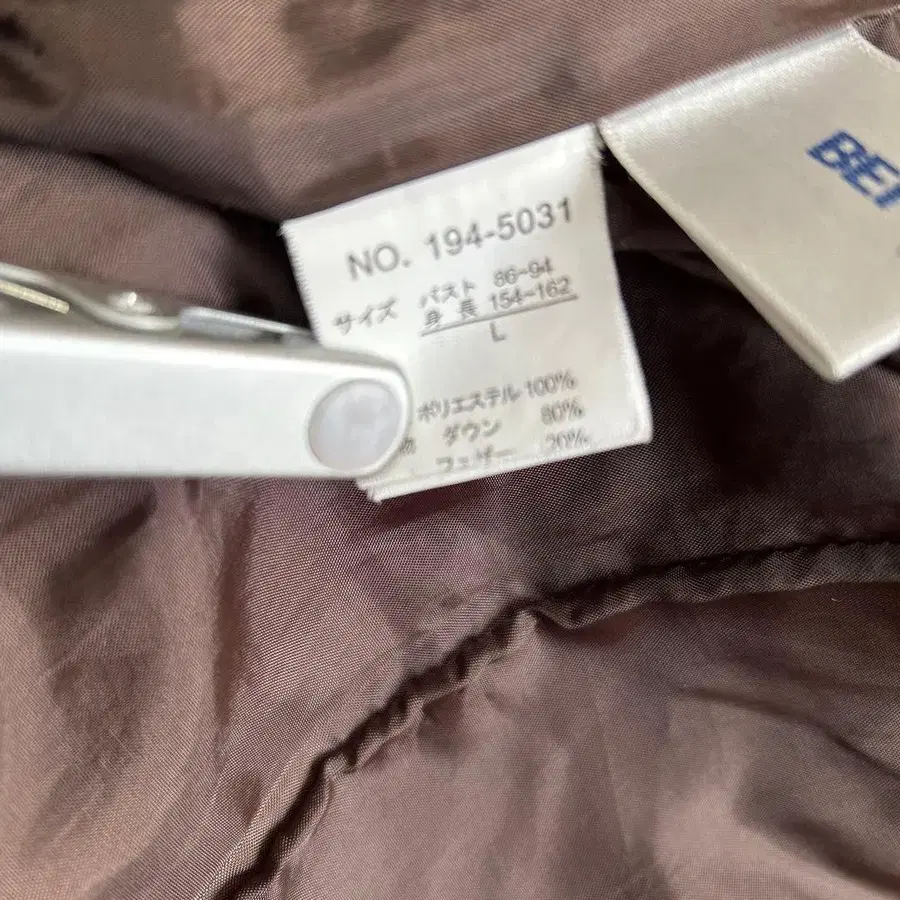 NO. 194-5031
サイズ バスト 86~94
身長 154~162
L
ポリエステル 100%
物 ダウン 80%
フェザー 20%